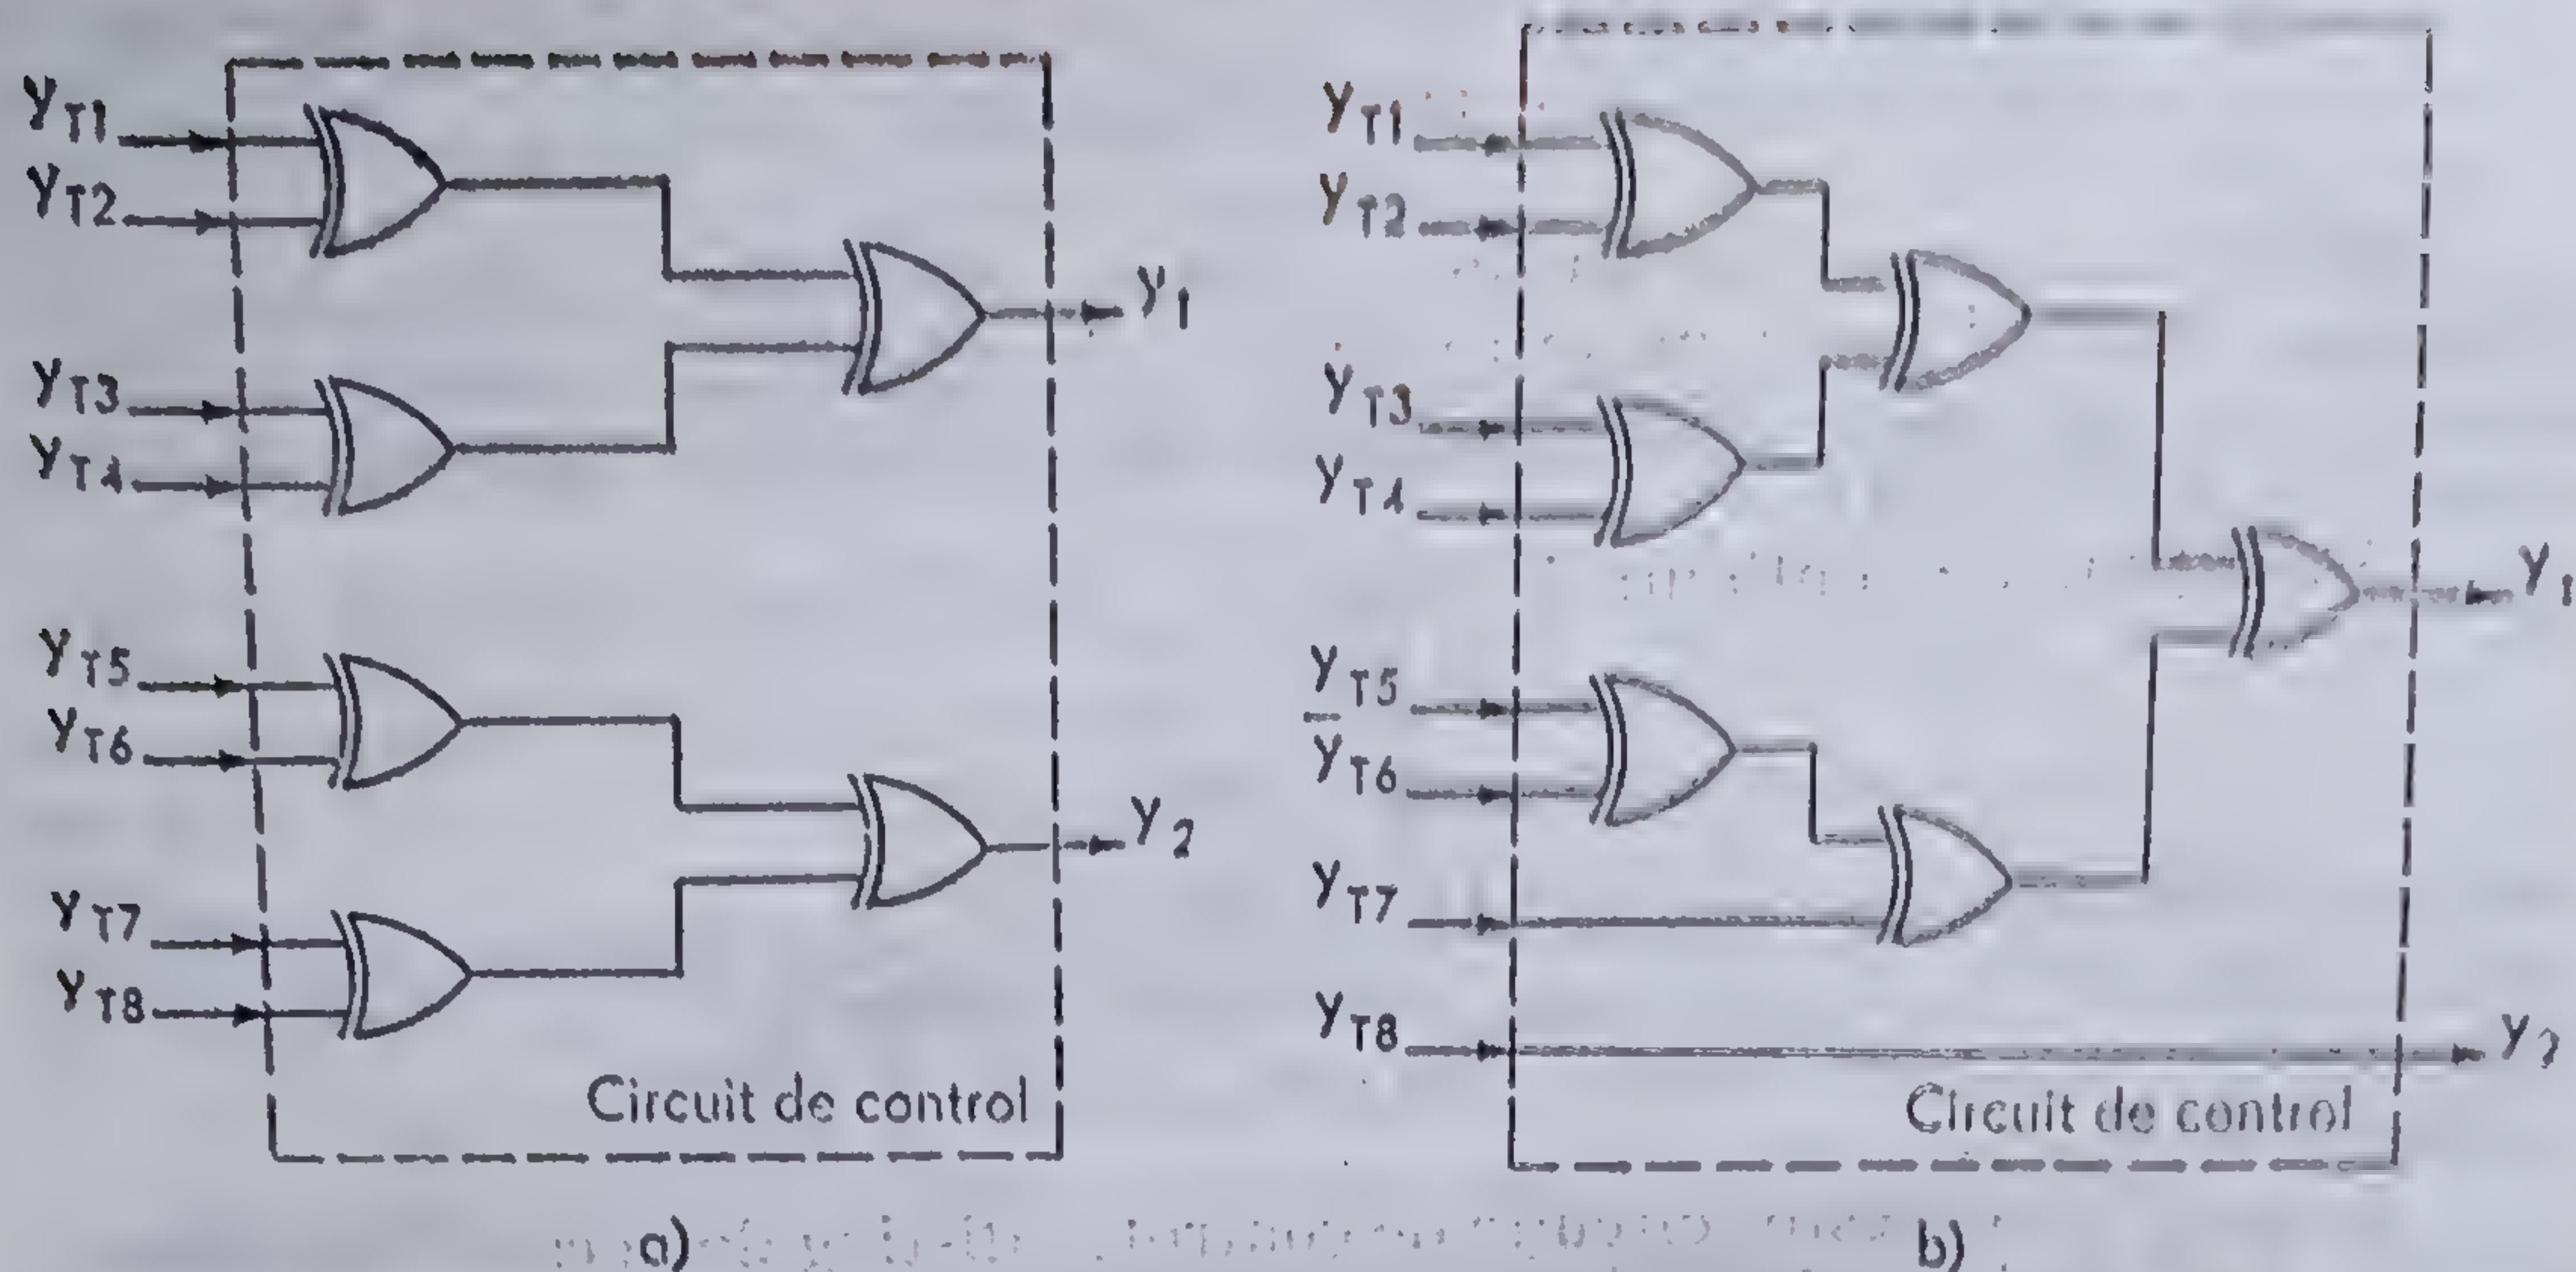 yT1
yT2
yT3
yT4
y1
yT5
yT6
yT7
yT8
y2
Circuit de control
a)
yT1
yT2
yT3
yT4
yT5
yT6
yT7
yT8
y1
y2
Circuit de control
b)